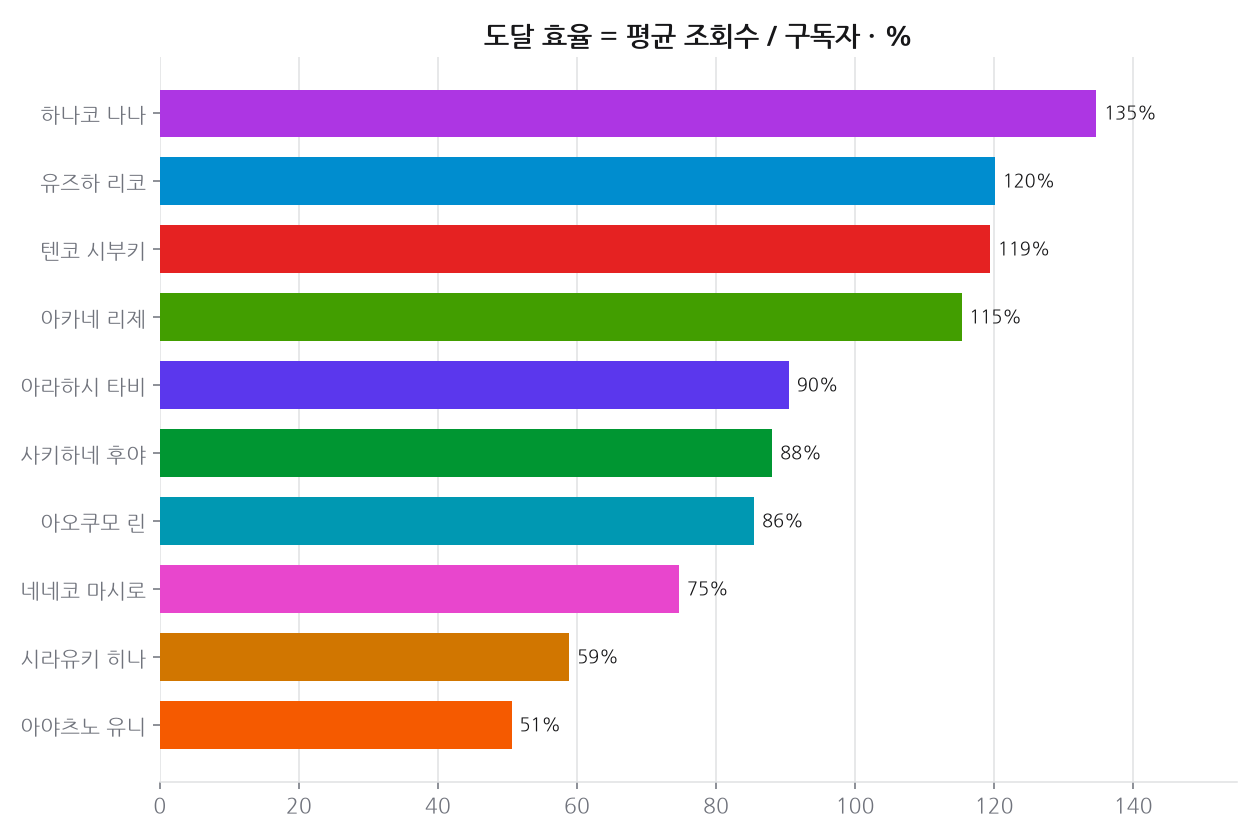 도달 효율 = 평균 조회수 / 구독자 · %
하나코 나나 135%
유즈하 리코 120%
텐코 시부키 119%
아카네 리제 115%
아라하시 타비 90%
사키하네 후야 88%
아오쿠모 린 86%
네네코 마시로 75%
시라유키 히나 59%
아야츠노 유니 51%
0 20 40 60 80 100 120 140